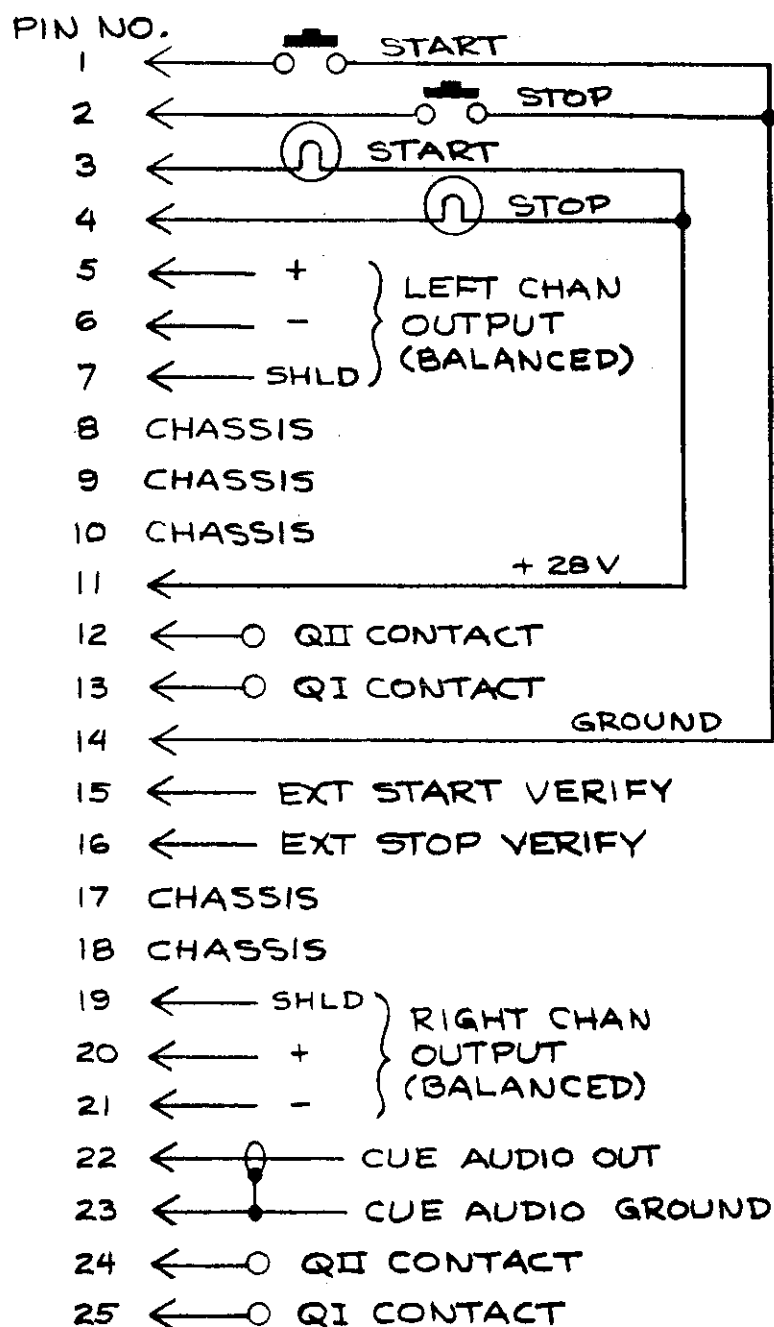 PIN NO.
1 START
2 STOP
3 START
4 STOP
5 +
LEFT CHAN
6 - OUTPUT
(BALANCED)
7 SHLD
8 CHASSIS
9 CHASSIS
10 CHASSIS
11 + 28V
12 QII CONTACT
13 QI CONTACT
14 GROUND
15 EXT START VERIFY
16 EXT STOP VERIFY
17 CHASSIS
18 CHASSIS
19 SHLD
RIGHT CHAN
20 + OUTPUT
(BALANCED)
21 -
22 CUE AUDIO OUT
23 CUE AUDIO GROUND
24 QII CONTACT
25 QI CONTACT